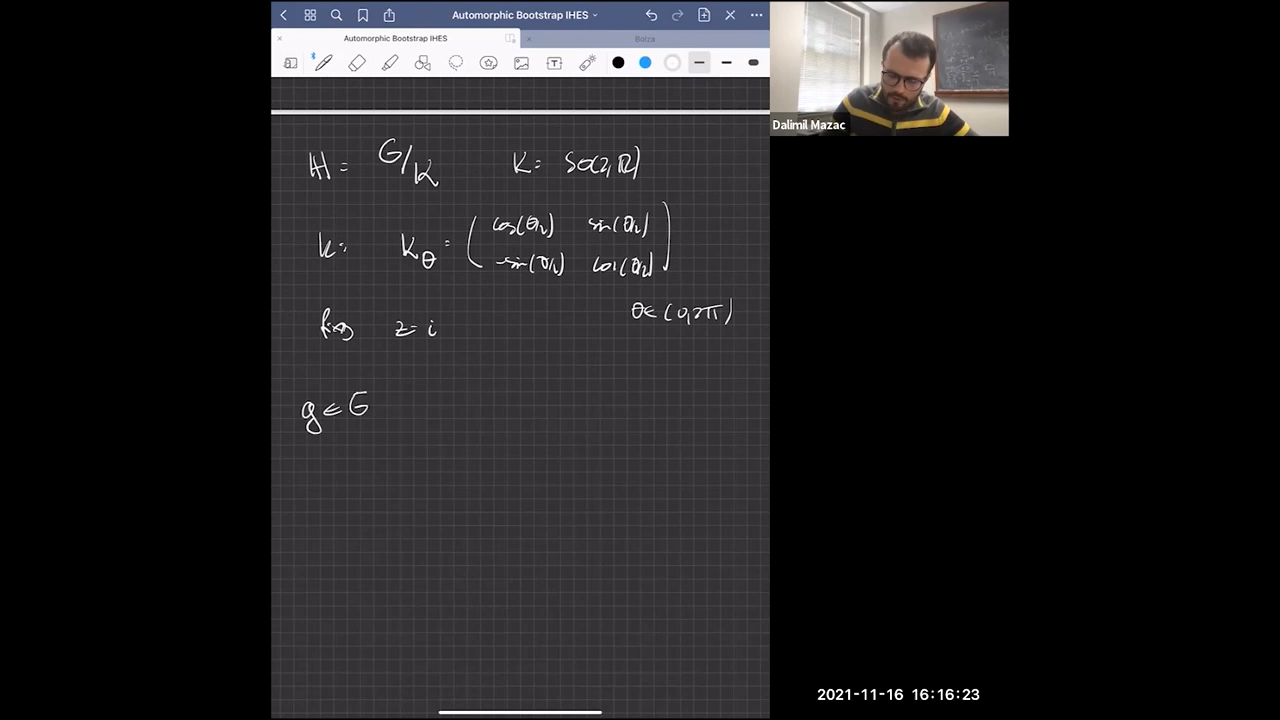 Automorphic Bootstrap IHES
Automorphic Bootstrap IHES
Bolza
Dalimil Mazac
ℍ = G/K K = SO(2,ℝ)
K = K_θ = ( cos(θ/2) sin(θ/2)
-sin(θ/2) cos(θ/2) )
θ ∈ (0,2π)
fixes z = i
g ∈ G
2021-11-16 16:16:23